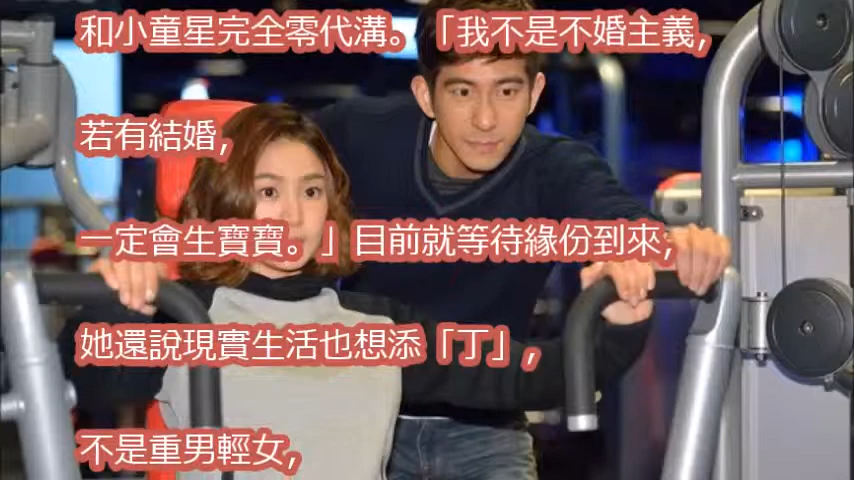 和小童星完全零代溝。「我不是不婚主義，
若有結婚，
一定會生寶寶。」目前就等待緣份到來，
她還說現實生活也想添「丁」，
不是重男輕女，